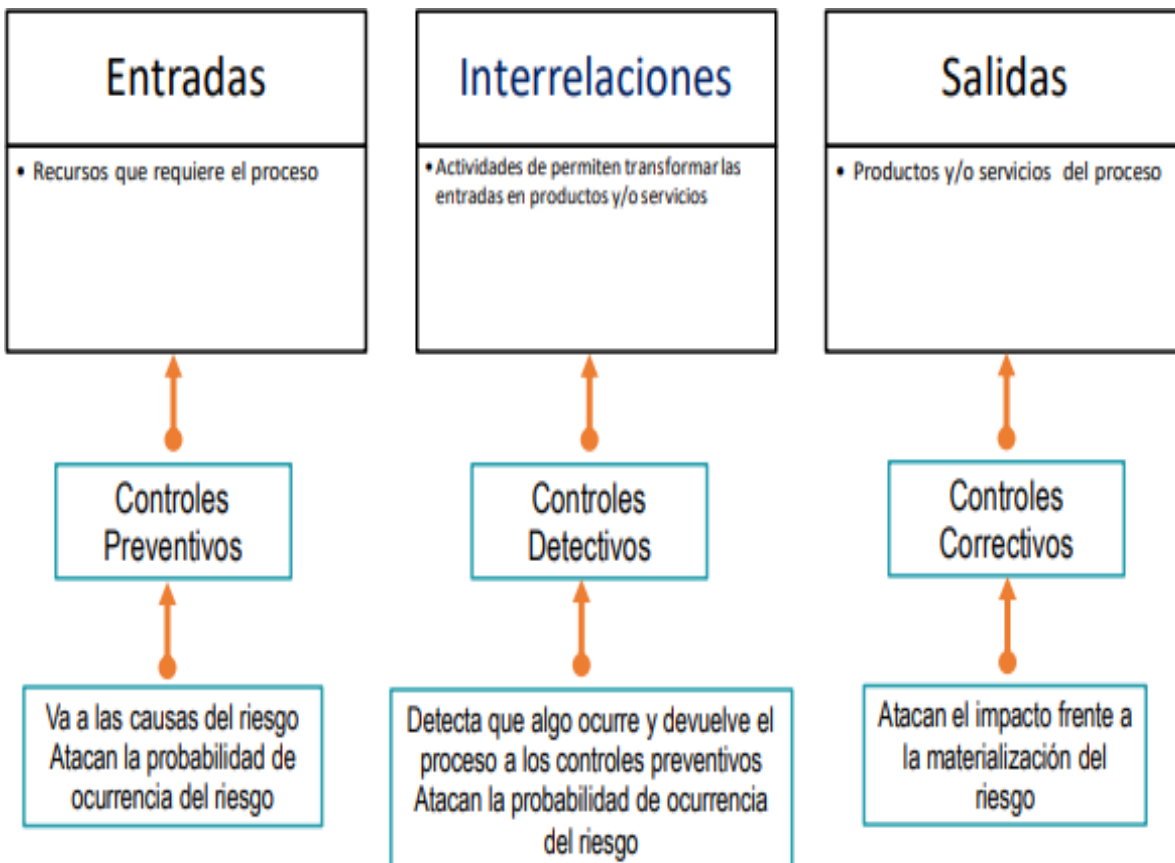 Entradas
• Recursos que requiere el proceso
Interrelaciones
• Actividades de permiten transformar las
entradas en productos y/o servicios
Salidas
• Productos y/o servicios del proceso
Controles
Preventivos
Controles
Detectivos
Controles
Correctivos
Va a las causas del riesgo
Atacan la probabilidad de
ocurrencia del riesgo
Detecta que algo ocurre y devuelve el
proceso a los controles preventivos
Atacan la probabilidad de ocurrencia
del riesgo
Atacan el impacto frente a
la materialización del
riesgo